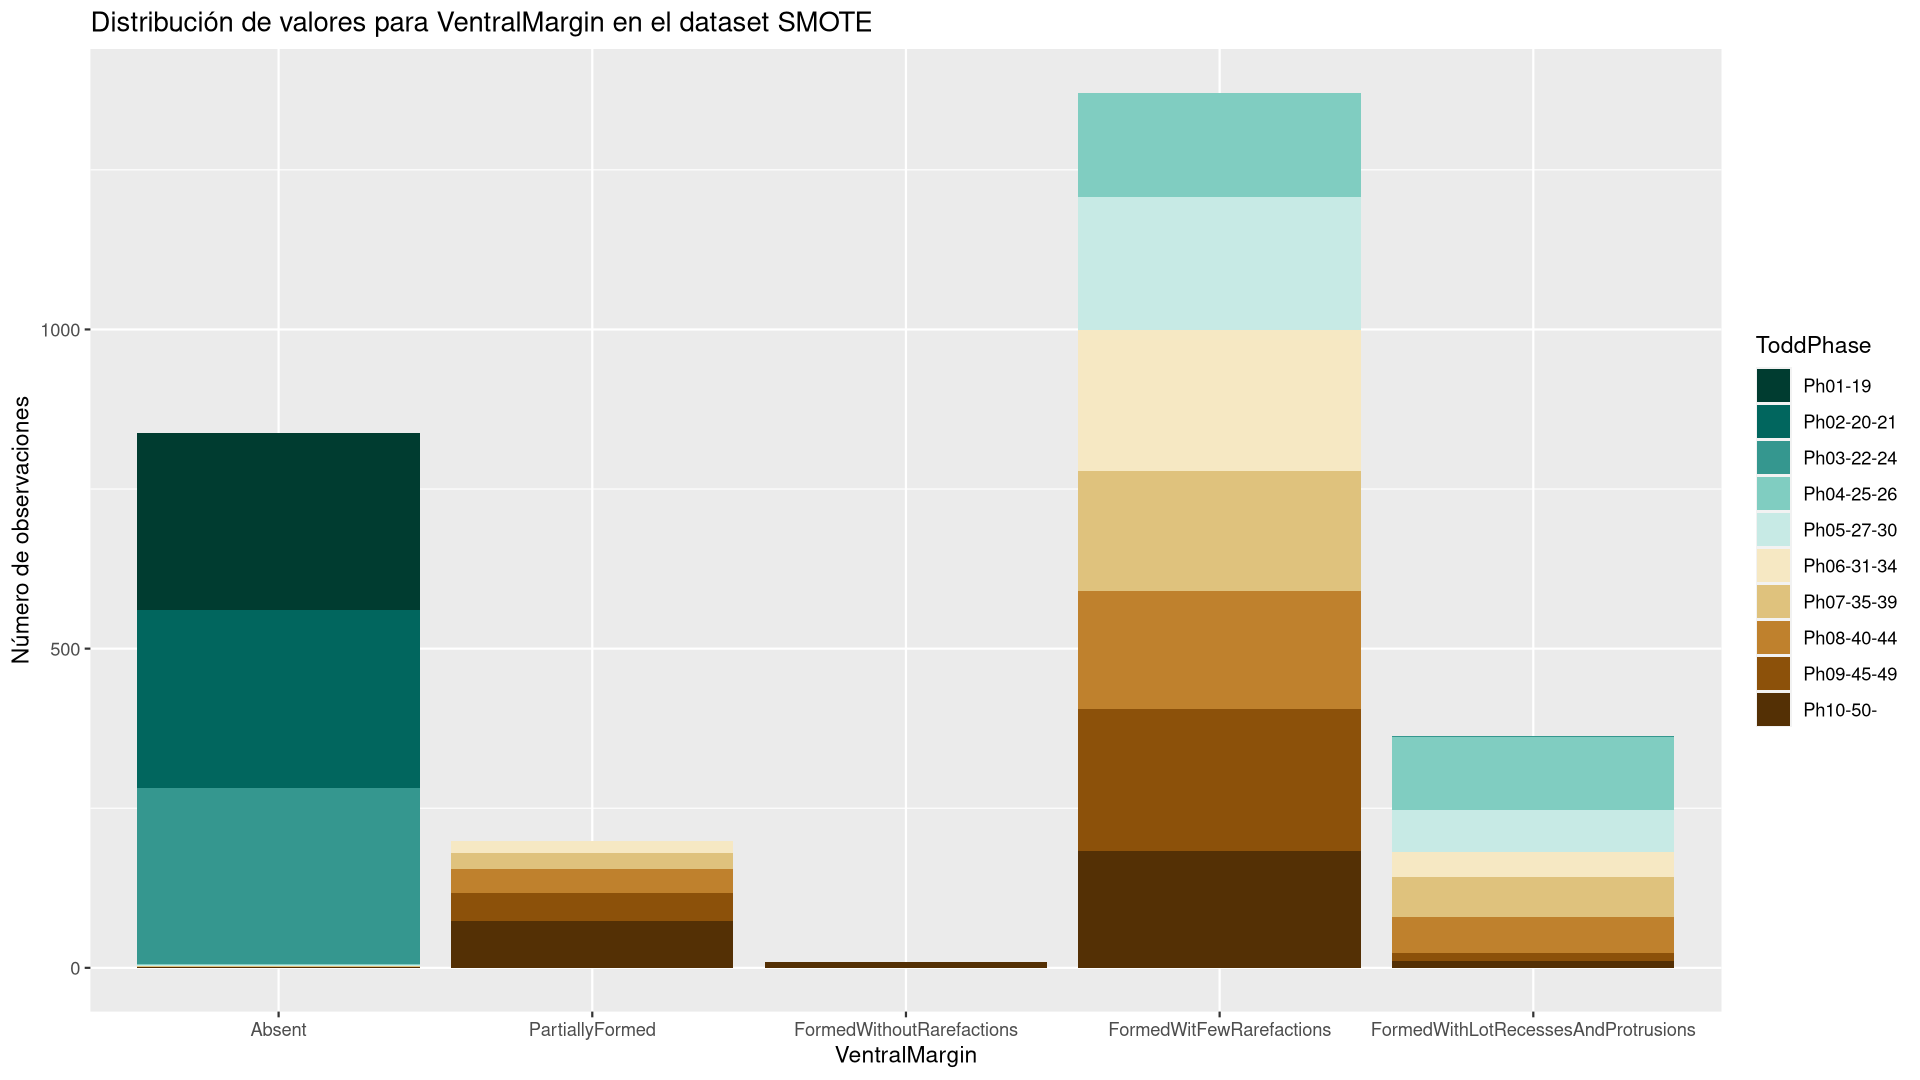 Distribución de valores para VentralMargin en el dataset SMOTE
Número de observaciones
1000
500
0
Absent
PartiallyFormed
FormedWithoutRarefactions
FormedWitFewRarefactions
FormedWithLotRecessesAndProtrusions
VentralMargin
ToddPhase
Ph01-19
Ph02-20-21
Ph03-22-24
Ph04-25-26
Ph05-27-30
Ph06-31-34
Ph07-35-39
Ph08-40-44
Ph09-45-49
Ph10-50-